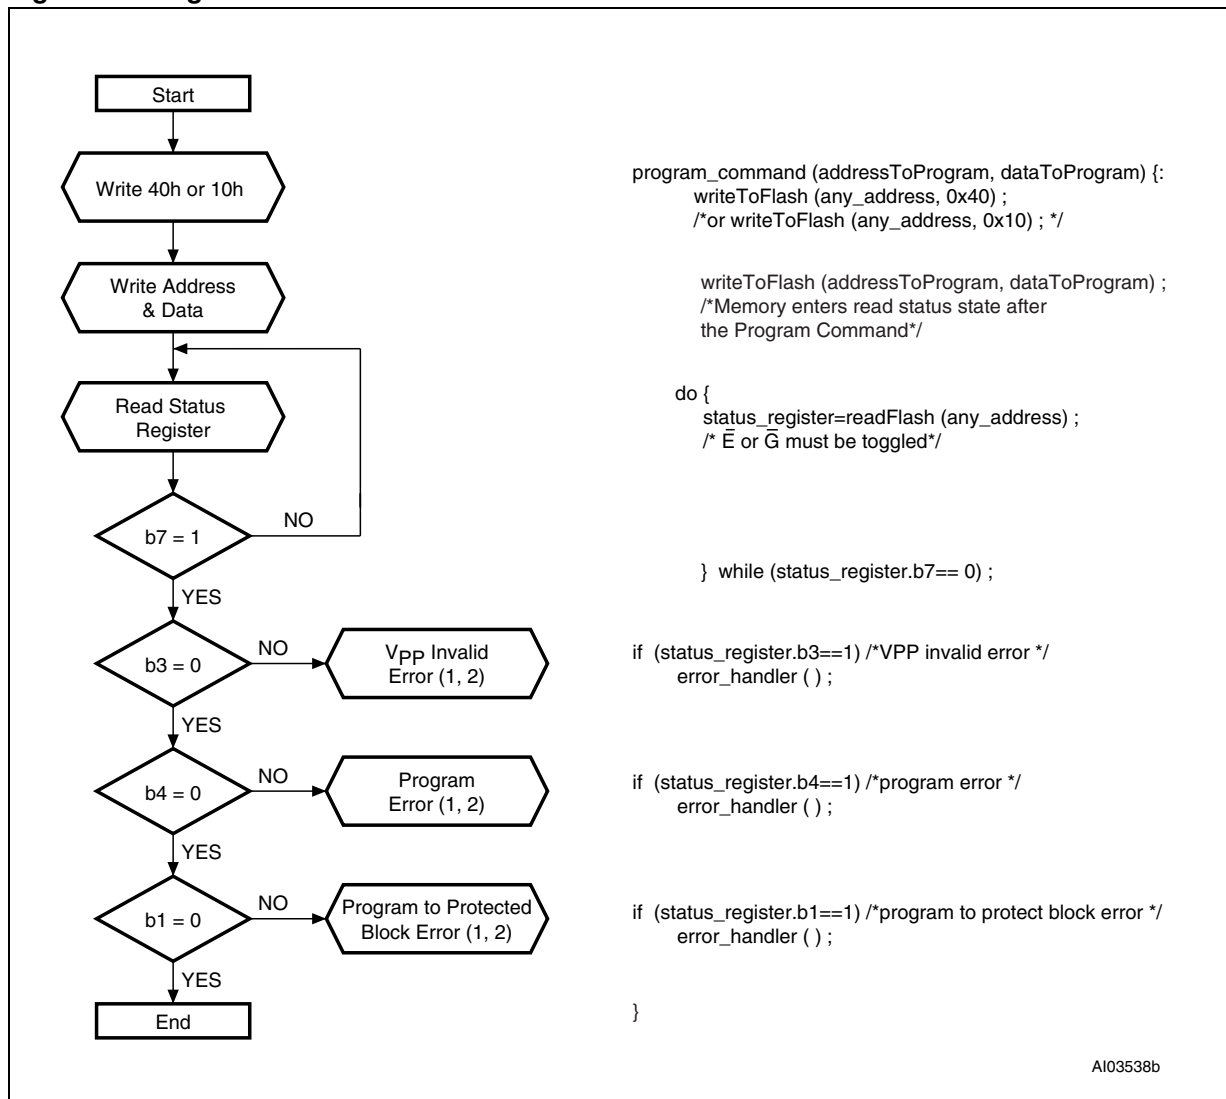 Start
Write 40h or 10h
Write Address
& Data
Read Status
Register
b7 = 1
NO
YES
b3 = 0
NO
VPP Invalid
Error (1, 2)
YES
b4 = 0
NO
Program
Error (1, 2)
YES
b1 = 0
NO
Program to Protected
Block Error (1, 2)
YES
End
program_command (addressToProgram, dataToProgram) {:
writeToFlash (any_address, 0x40) ;
/*or writeToFlash (any_address, 0x10) ; */
writeToFlash (addressToProgram, dataToProgram) ;
/*Memory enters read status state after
the Program Command*/
do {
status_register=readFlash (any_address) ;
/* E̅ or G̅ must be toggled*/
} while (status_register.b7== 0) ;
if (status_register.b3==1) /*VPP invalid error */
error_handler ( ) ;
if (status_register.b4==1) /*program error */
error_handler ( ) ;
if (status_register.b1==1) /*program to protect block error */
error_handler ( ) ;
}
AI03538b